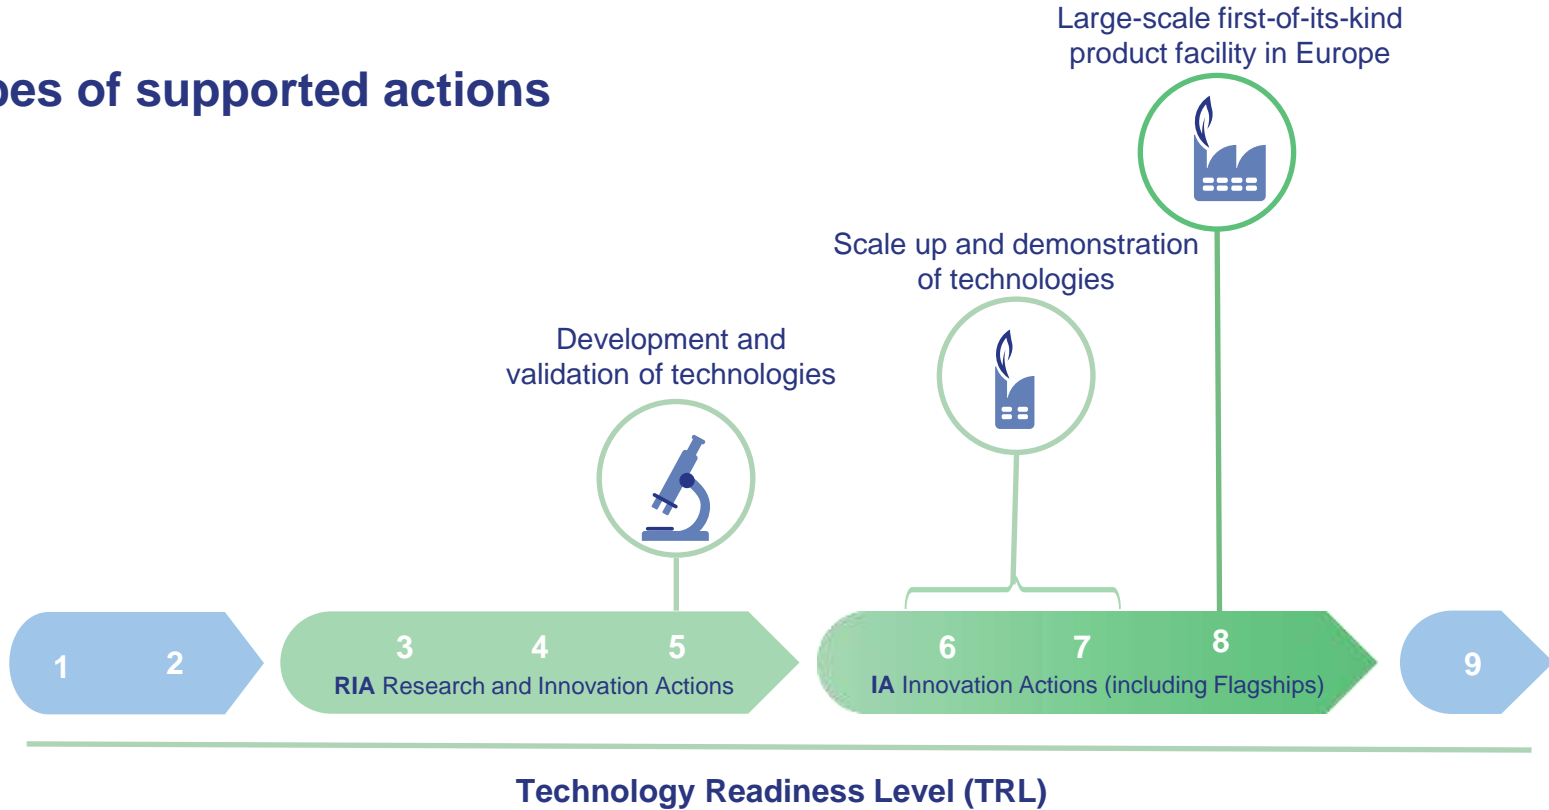 of supported actions
Large-scale first-of-its-kind
product facility in Europe
Scale up and demonstration
of technologies
Development and
validation of technologies
1 2 3 4 5 6 7 8 9
RIA Research and Innovation Actions
IA Innovation Actions (including Flagships)
Technology Readiness Level (TRL)